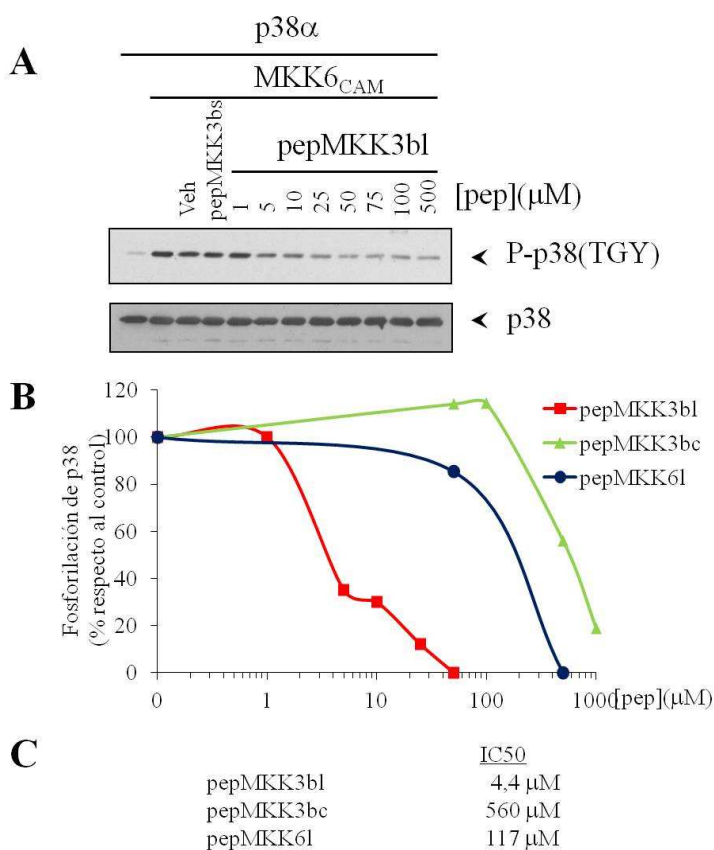 A
p38α
MKK6CAM
Veh
pepMKK3bs
pepMKK3bl
1 5 10 25 50 75 100 500 [pep](μM)
P-p38(TGY)
p38
B
Fosforilación de p38
(% respecto al control)
120
100
80
60
40
20
0
0 1 10 100 1000 [pep](μM)
pepMKK3bl
pepMKK3bc
pepMKK6l
C
IC50
pepMKK3bl 4,4 μM
pepMKK3bc 560 μM
pepMKK6l 117 μM